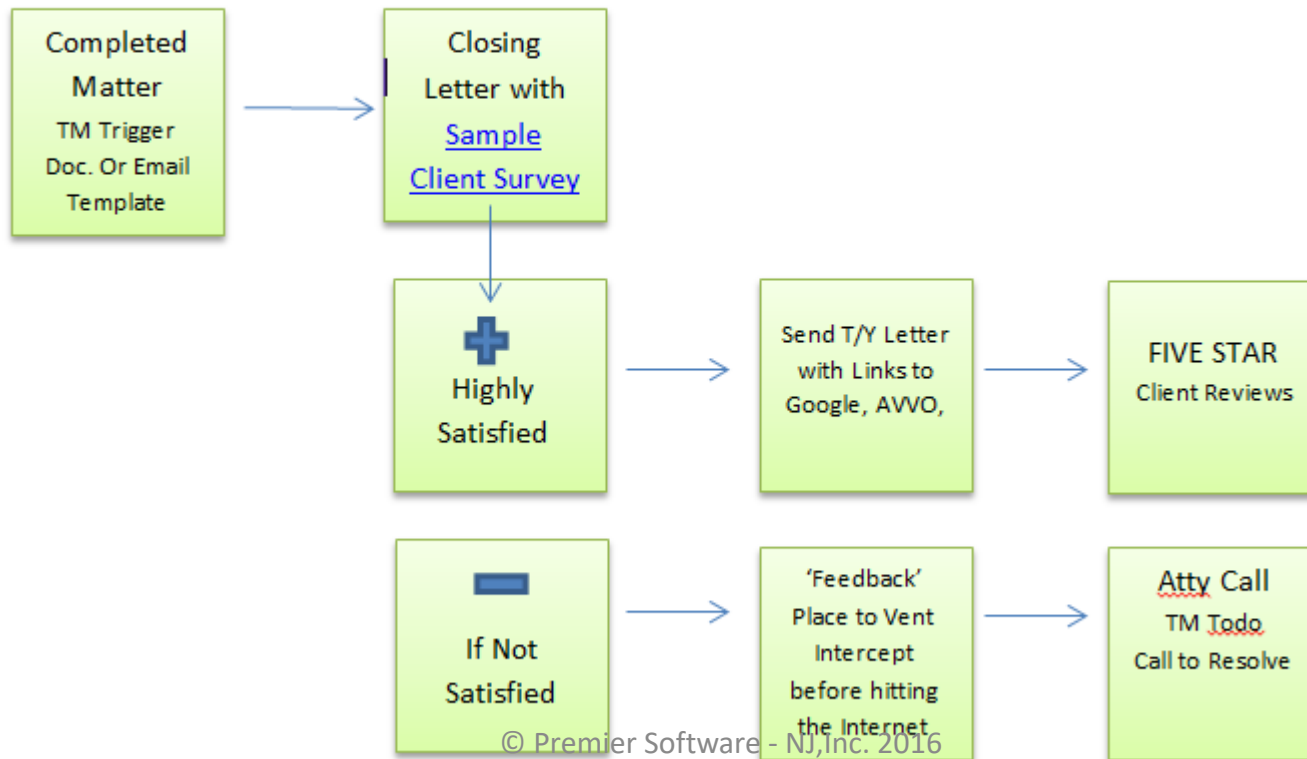 Completed
Matter
TM Trigger
Doc. Or Email
Template
Closing
Letter with
Sample
Client Survey
Highly
Satisfied
Send T/Y Letter
with Links to
Google, AVVO,
FIVE STAR
Client Reviews
If Not
Satisfied
‘Feedback’
Place to Vent
Intercept
before hitting
the Internet
Atty Call
TM Todo
Call to Resolve
© Premier Software - NJ,Inc. 2016